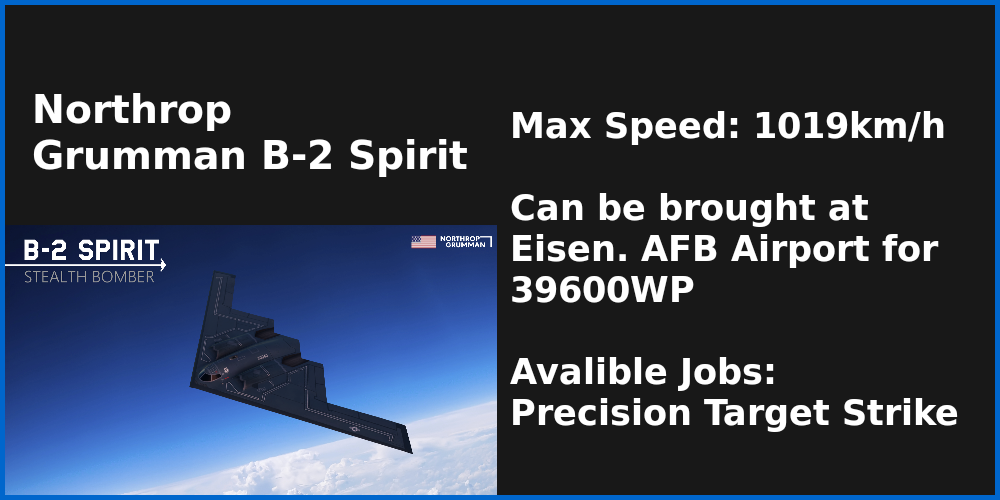 Northrop
Grumman B-2 Spirit
B-2 SPIRIT
STEALTH BOMBER
NORTHROP
GRUMMAN
Max Speed: 1019km/h
Can be brought at
Eisen. AFB Airport for
39600WP
Avalible Jobs:
Precision Target Strike